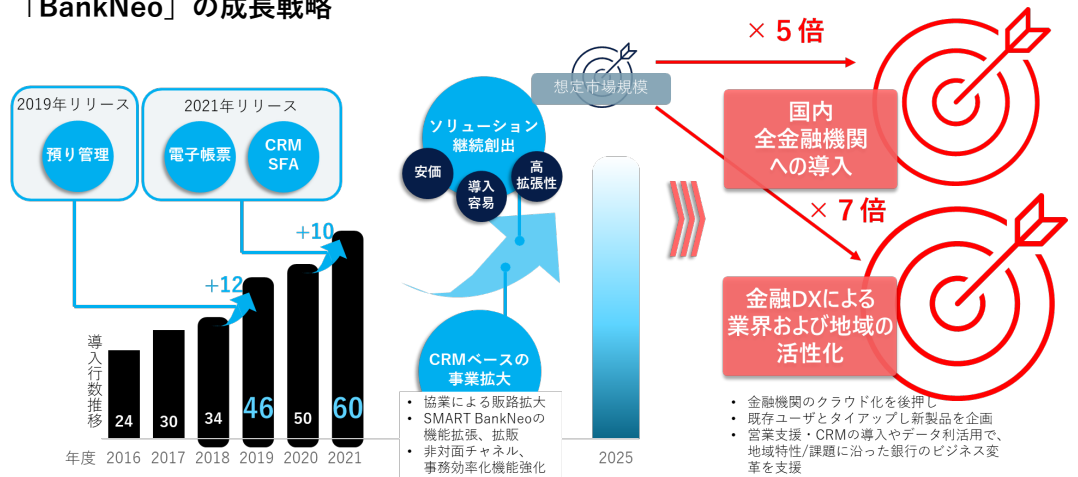 「BankNeo」の成長戦略
2019年リリース
預り管理
2021年リリース
電子帳票
CRM
SFA
+12
+10
導入行数推移
24
30
34
46
50
60
年度
2016
2017
2018
2019
2020
2021
ソリューション
継続創出
安価
導入
容易
高
拡張性
CRMベースの
事業拡大
• 協業による販路拡大
• SMART BankNeoの
機能拡張、拡販
• 非対面チャネル、
事務効率化機能強化
想定市場規模
2025
× 5 倍
国内
全金融機関
への導入
× 7 倍
金融DXによる
業界および地域の
活性化
• 金融機関のクラウド化を後押し
• 既存ユーザとタイアップし新製品を企画
• 営業支援・CRMの導入やデータ利活用で、
地域特性/課題に沿った銀行のビジネス変
革を支援